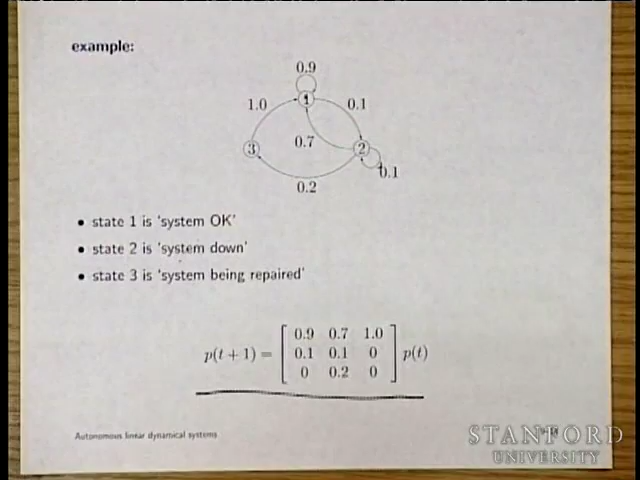 example:
0.9
1.0
1
0.1
3
0.7
2
0.1
0.2
• state 1 is 'system OK'
• state 2 is 'system down'
• state 3 is 'system being repaired'
0.9 0.7 1.0
p(t + 1) = [ 0.1 0.1 0 ] p(t)
0 0.2 0
Autonomous linear dynamical systems
STANFORD
UNIVERSITY